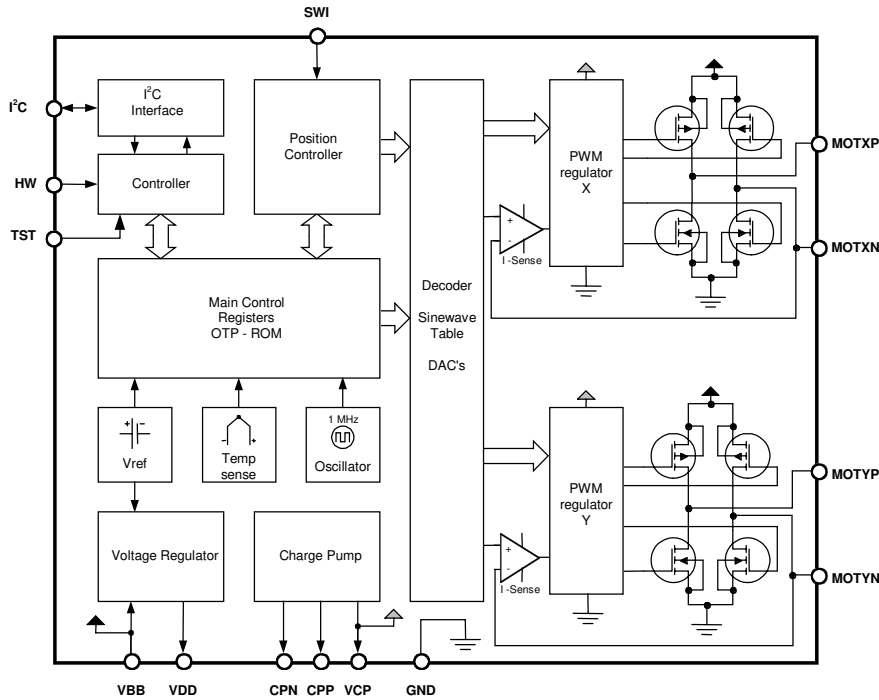 SWI
I²C
I²C
Interface
HW
Controller
TST
Position
Controller
Main Control
Registers
OTP - ROM
+ -
Vref
- +
Temp
sense
1 MHz
Oscillator
Voltage Regulator
Charge Pump
Decoder
Sinewave
Table
DAC's
PWM
regulator
X
+
-
I -Sense
MOTXP
MOTXN
PWM
regulator
Y
+
-
I -Sense
MOTYP
MOTYN
VBB
VDD
CPN
CPP
VCP
GND